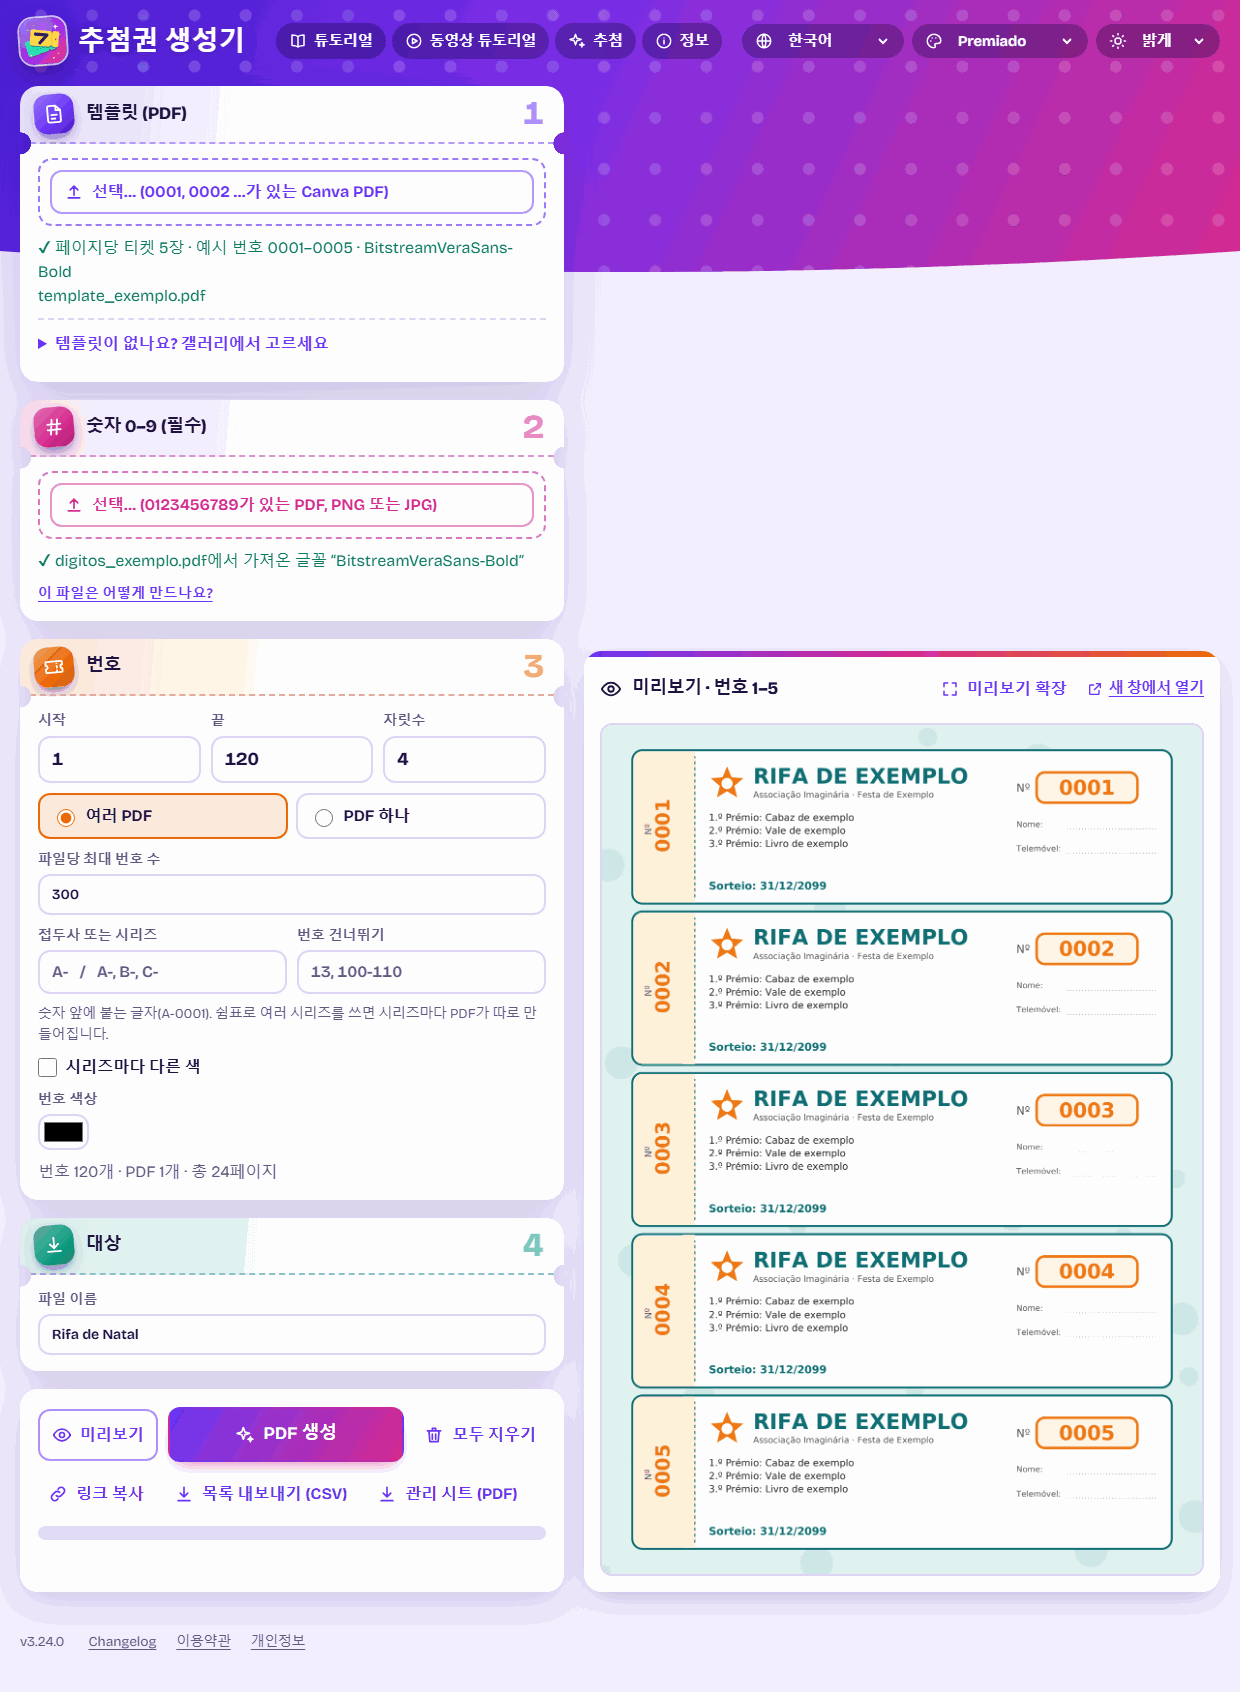 추첨권 생성기
튜토리얼
동영상 튜토리얼
추첨
정보
한국어
Premiado
밝게
템플릿 (PDF)
1
선택... (0001, 0002 ...가 있는 Canva PDF)
✓ 페이지당 티켓 5장 · 예시 번호 0001–0005 · BitstreamVeraSans-
Bold
template_exemplo.pdf
템플릿이 없나요? 갤러리에서 고르세요
숫자 0–9 (필수)
2
선택... (0123456789가 있는 PDF, PNG 또는 JPG)
✓ digitos_exemplo.pdf에서 가져온 글꼴 “BitstreamVeraSans-Bold”
이 파일은 어떻게 만드나요?
번호
3
시작
끝
자릿수
1
120
4
여러 PDF
PDF 하나
파일당 최대 번호 수
300
접두사 또는 시리즈
번호 건너뛰기
A- / A-, B-, C-
13, 100-110
숫자 앞에 붙는 글자(A-0001). 쉼표로 여러 시리즈를 쓰면 시리즈마다 PDF가 따로 만
들어집니다.
시리즈마다 다른 색
번호 색상
번호 120개 · PDF 1개 · 총 24페이지
대상
4
파일 이름
Rifa de Natal
미리보기
PDF 생성
모두 지우기
링크 복사
목록 내보내기 (CSV)
관리 시트 (PDF)
미리보기 · 번호 1–5
미리보기 확장
새 창에서 열기
Nº
0001
RIFA DE EXEMPLO
Associação Imaginária · Festa de Exemplo
1.º Prémio: Cabaz de exemplo
2.º Prémio: Vale de exemplo
3.º Prémio: Livro de exemplo
Sorteio: 31/12/2099
Nº 0001
Nome:
Telemóvel:
Nº
0002
RIFA DE EXEMPLO
Associação Imaginária · Festa de Exemplo
1.º Prémio: Cabaz de exemplo
2.º Prémio: Vale de exemplo
3.º Prémio: Livro de exemplo
Sorteio: 31/12/2099
Nº 0002
Nome:
Telemóvel:
Nº
0003
RIFA DE EXEMPLO
Associação Imaginária · Festa de Exemplo
1.º Prémio: Cabaz de exemplo
2.º Prémio: Vale de exemplo
3.º Prémio: Livro de exemplo
Sorteio: 31/12/2099
Nº 0003
Nome:
Telemóvel:
Nº
0004
RIFA DE EXEMPLO
Associação Imaginária · Festa de Exemplo
1.º Prémio: Cabaz de exemplo
2.º Prémio: Vale de exemplo
3.º Prémio: Livro de exemplo
Sorteio: 31/12/2099
Nº 0004
Nome:
Telemóvel:
Nº
0005
RIFA DE EXEMPLO
Associação Imaginária · Festa de Exemplo
1.º Prémio: Cabaz de exemplo
2.º Prémio: Vale de exemplo
3.º Prémio: Livro de exemplo
Sorteio: 31/12/2099
Nº 0005
Nome:
Telemóvel:
v3.24.0
Changelog
이용약관
개인정보